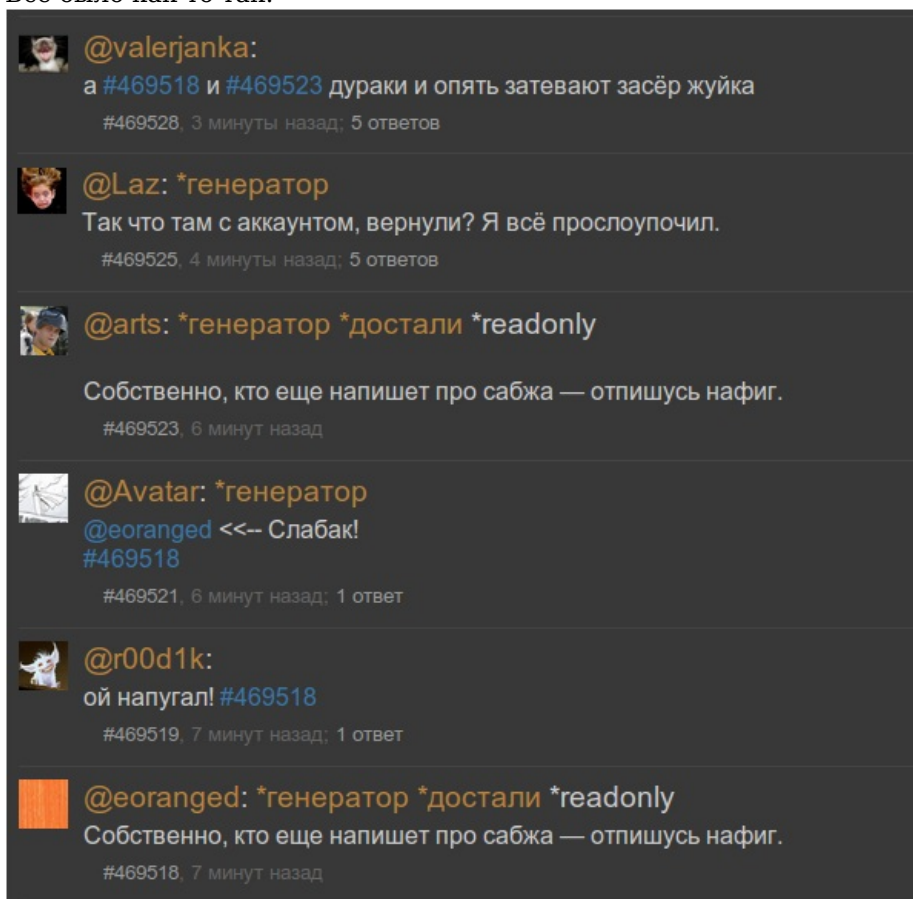 @valerjanka:
а #469518 и #469523 дураки и опять затевают засёр жуйка
#469528, 3 минуты назад; 5 ответов
@Laz: *генератор
Так что там с аккаунтом, вернули? Я всё прослоупочил.
#469525, 4 минуты назад; 5 ответов
@arts: *генератор *достали *readonly
Собственно, кто еще напишет про сабжа — отпишусь нафиг.
#469523, 6 минут назад
@Avatar: *генератор
@eoranged <<-- Слабак!
#469518
#469521, 6 минут назад; 1 ответ
@r00d1k:
ой напугал! #469518
#469519, 7 минут назад; 1 ответ
@eoranged: *генератор *достали *readonly
Собственно, кто еще напишет про сабжа — отпишусь нафиг.
#469518, 7 минут назад